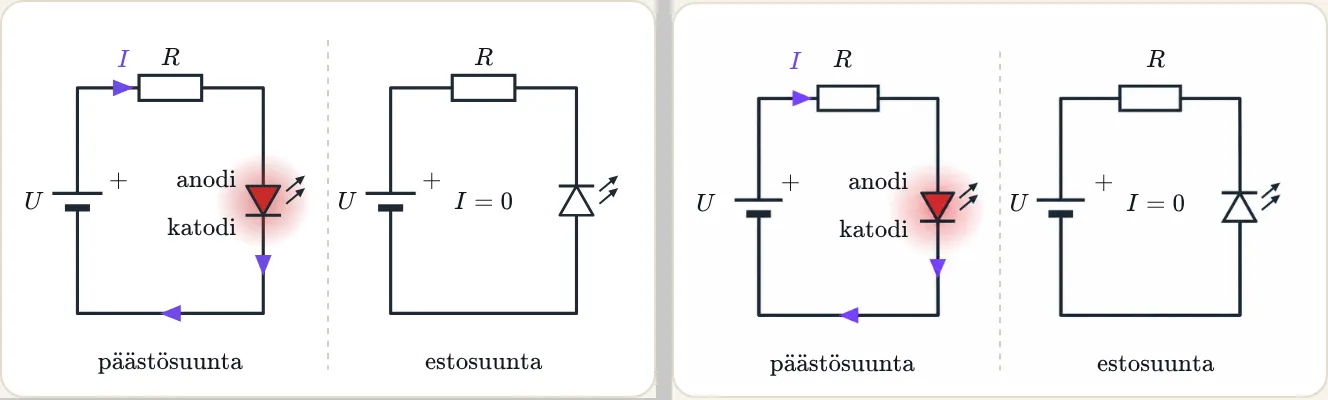 I R
+
U
anodi
katodi
päästösuunta
R
+
U
I = 0
estosuunta
I R
+
U
anodi
katodi
päästösuunta
R
+
U
I = 0
estosuunta